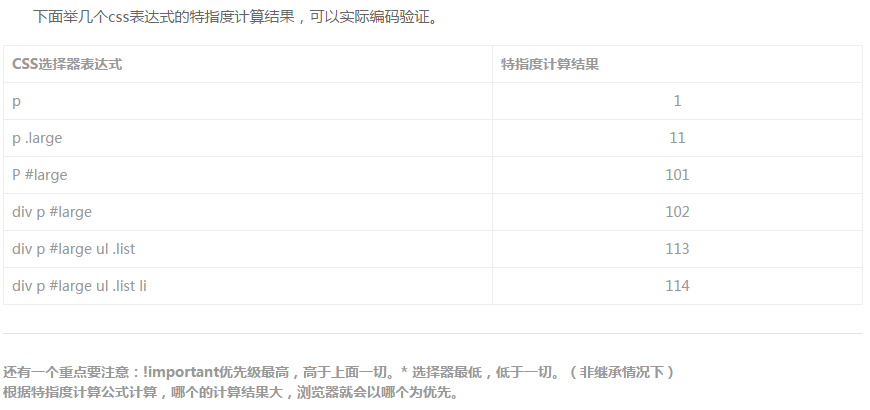 下面举几个css表达式的特指度计算结果，可以实际编码验证。
CSS选择器表达式 特指度计算结果
p 1
p .large 11
P #large 101
div p #large 102
div p #large ul .list 113
div p #large ul .list li 114
还有一个重点要注意：!important优先级最高，高于上面一切。* 选择器最低，低于一切。（非继承情况下）
根据特指度计算公式计算，哪个的计算结果大，浏览器就会以哪个为优先。